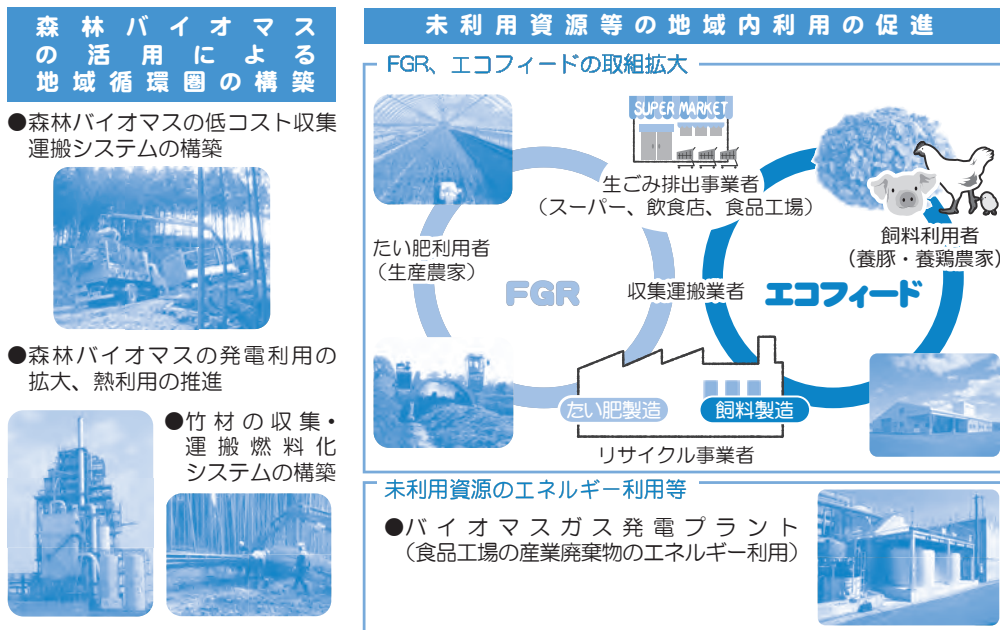 森林バイオマス
の活用による
地域循環圏の構築
●森林バイオマスの低コスト収集
運搬システムの構築
●森林バイオマスの発電利用の
拡大、熱利用の推進
●竹材の収集・
運搬燃料化
システムの構築
未利用資源等の地域内利用の促進
FGR、エコフィードの取組拡大
SUPER MARKET
生ごみ排出事業者
(スーパー、飲食店、食品工場)
たい肥利用者
(生産農家)
飼料利用者
(養豚・養鶏農家)
FGR
収集運搬業者
エコフィード
たい肥製造
飼料製造
リサイクル事業者
未利用資源のエネルギー利用等
●バイオマスガス発電プラント
(食品工場の産業廃棄物のエネルギー利用)